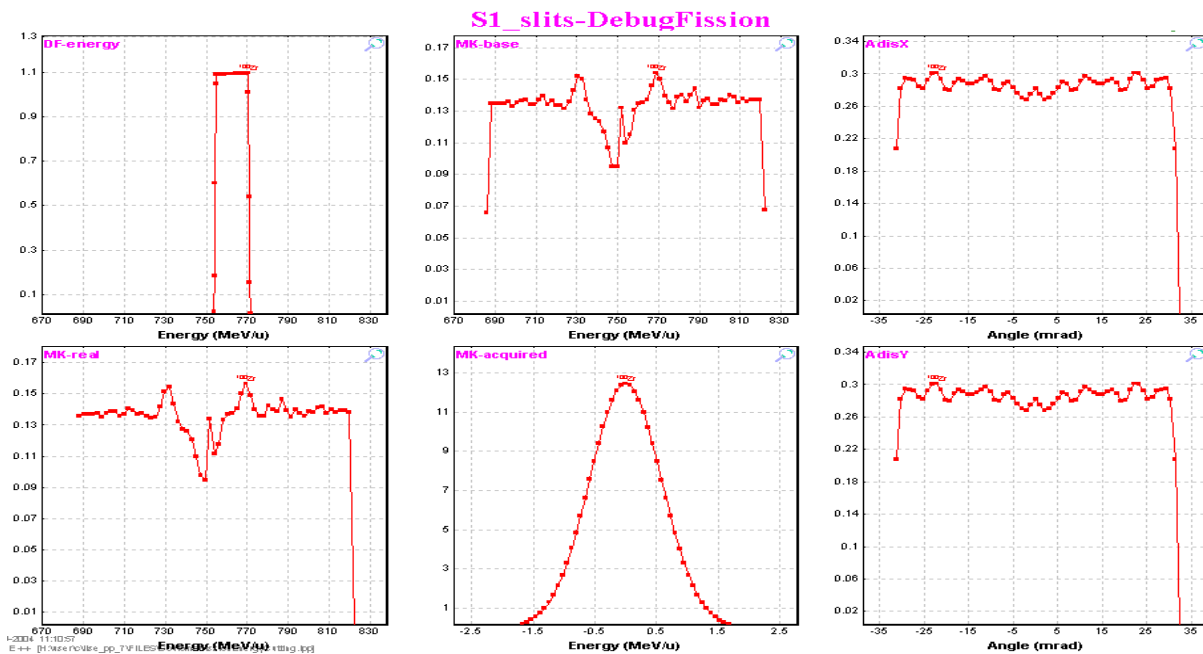 S1_slits-DebugFission
DF-energy
1.3
1.1
0.9
0.7
0.5
0.3
0.1
670 690 710 730 750 770 790 810 830
Energy (MeV/u)
MK-base
0.17
0.15
0.13
0.11
0.09
0.07
0.05
0.03
0.01
670 690 710 730 750 770 790 810 830
Energy (MeV/u)
AdisX
0.34
0.3
0.26
0.22
0.18
0.14
0.1
0.06
0.02
-35 -25 -15 -5 5 15 25 35
Angle (mrad)
MK-real
0.17
0.15
0.13
0.11
0.09
0.07
0.05
0.03
0.01
670 690 710 730 750 770 790 810 830
Energy (MeV/u)
MK-acquired
13
11
9
7
5
3
1
-2.5 -1.5 -0.5 0.5 1.5 2.5
Energy (MeV/u)
AdisY
0.34
0.3
0.26
0.22
0.18
0.14
0.1
0.06
0.02
-35 -25 -15 -5 5 15 25 35
Angle (mrad)
-2004 11:10:57
E++